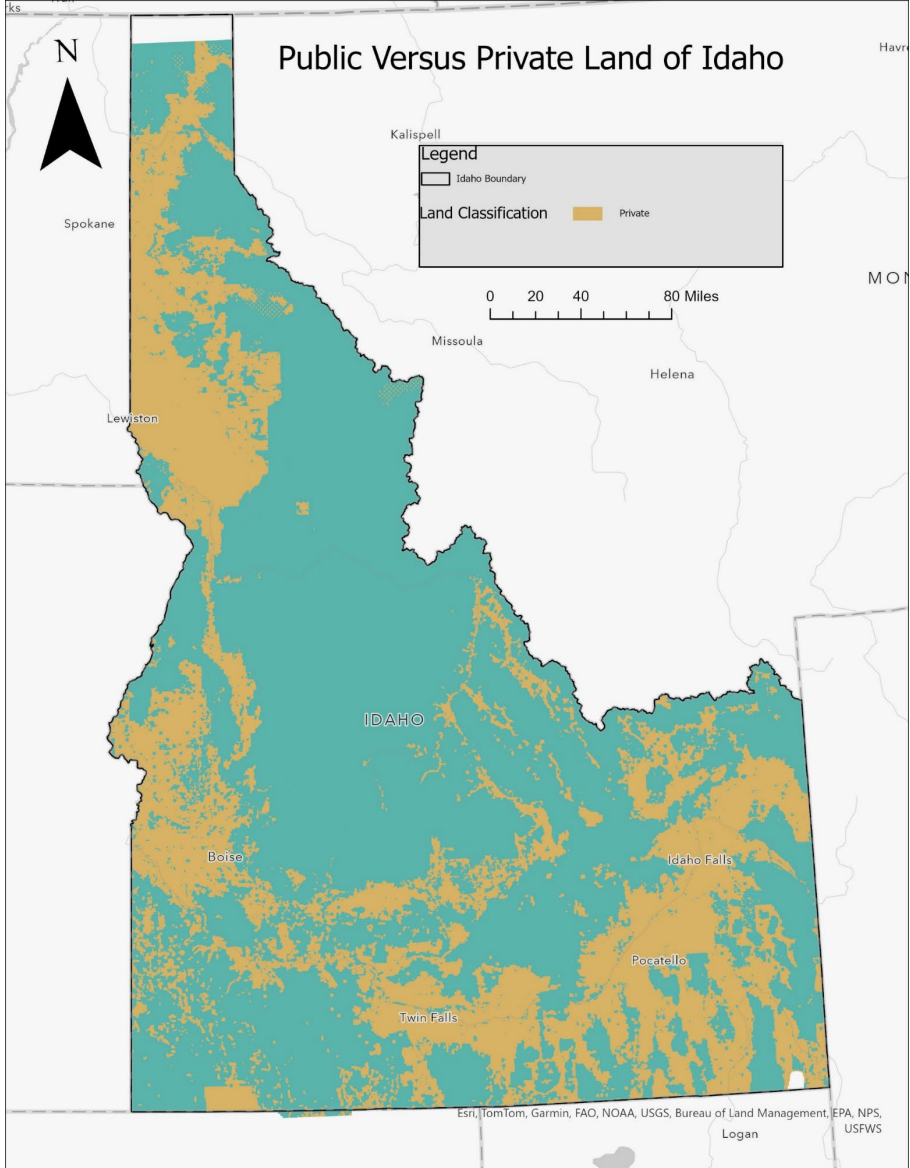 rks
N
Public Versus Private Land of Idaho
Havre
Kalispell
Legend
Idaho Boundary
Land Classification
Private
Spokane
MON
0 20 40 80 Miles
Missoula
Helena
Lewiston
IDAHO
Boise
Idaho Falls
Pocatello
Twin Falls
Esri, TomTom, Garmin, FAO, NOAA, USGS, Bureau of Land Management, EPA, NPS,
USFWS
Logan